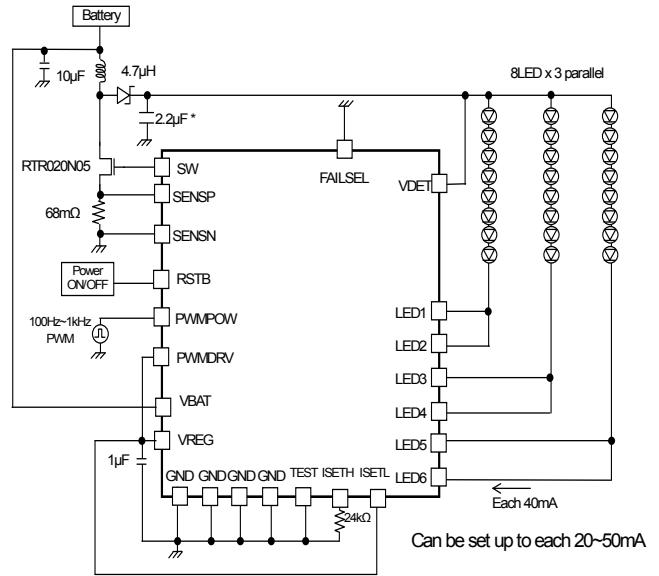 Battery
10μF
4.7μH
8LED x 3 parallel
2.2μF *
RTR020N05
SW
FAILSEL
VDET
SENSP
68mΩ
SENSN
Power
ON/OFF
RSTB
LED1
100Hz~1kHz
PWM
PWMPOW
LED2
PWMDRV
LED3
VBAT
LED4
VREG
LED5
1μF
GND
GND
GND
GND
TEST
ISETH
ISETL
LED6
24kΩ
Each 40mA
Can be set up to each 20~50mA